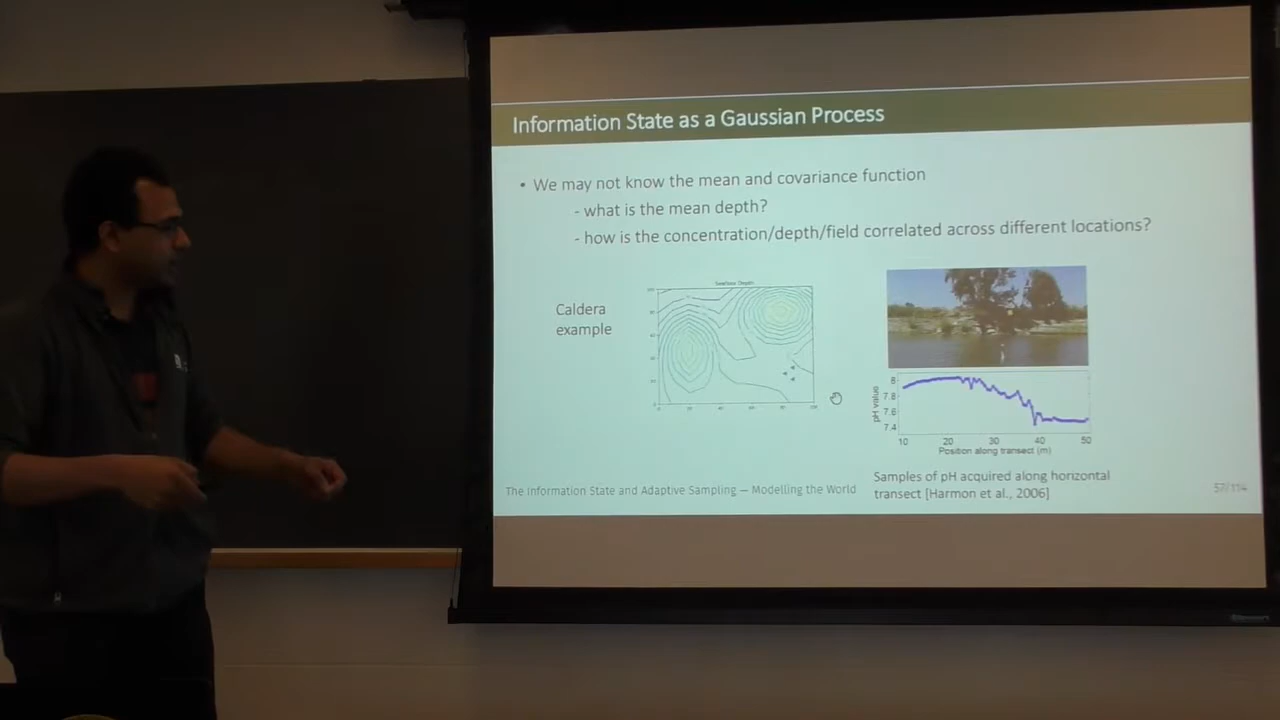 Information State as a Gaussian Process
• We may not know the mean and covariance function
- what is the mean depth?
- how is the concentration/depth/field correlated across different locations?
Caldera
example
8
7.8
7.6
7.4
pH value
10 20 30 40 50
Position along transect (m)
Samples of pH acquired along horizontal
transect [Harmon et al., 2006]
The Information State and Adaptive Sampling — Modelling the World
57/114